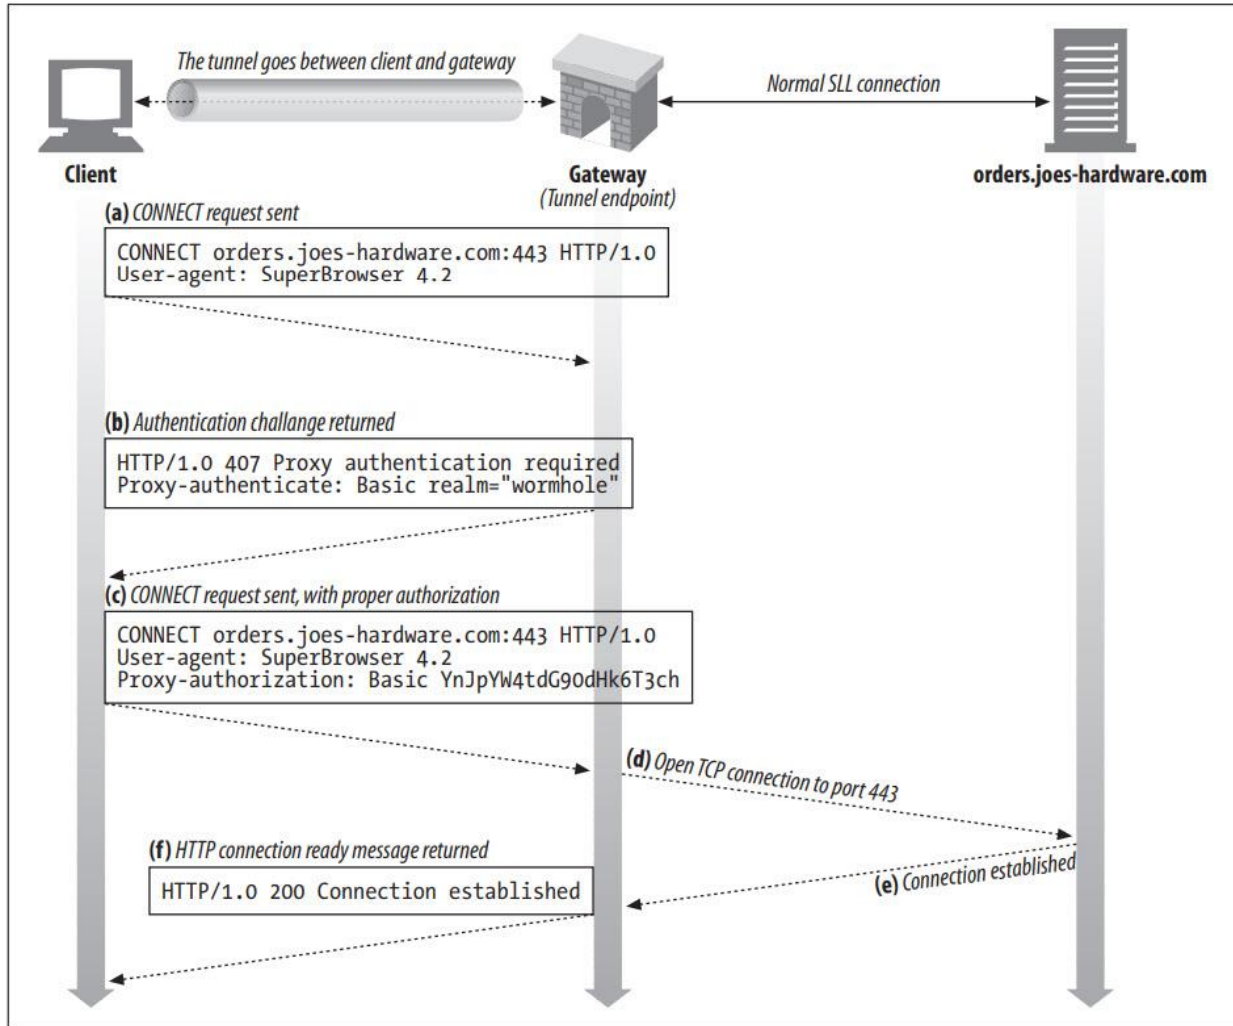 The tunnel goes between client and gateway
Normal SLL connection
Client
Gateway
(Tunnel endpoint)
orders.joes-hardware.com
(a) CONNECT request sent
CONNECT orders.joes-hardware.com:443 HTTP/1.0
User-agent: SuperBrowser 4.2
(b) Authentication challange returned
HTTP/1.0 407 Proxy authentication required
Proxy-authenticate: Basic realm="wormhole"
(c) CONNECT request sent, with proper authorization
CONNECT orders.joes-hardware.com:443 HTTP/1.0
User-agent: SuperBrowser 4.2
Proxy-authorization: Basic YnJpYW4tdG90dHk6T3ch
(d) Open TCP connection to port 443
(e) Connection established
(f) HTTP connection ready message returned
HTTP/1.0 200 Connection established